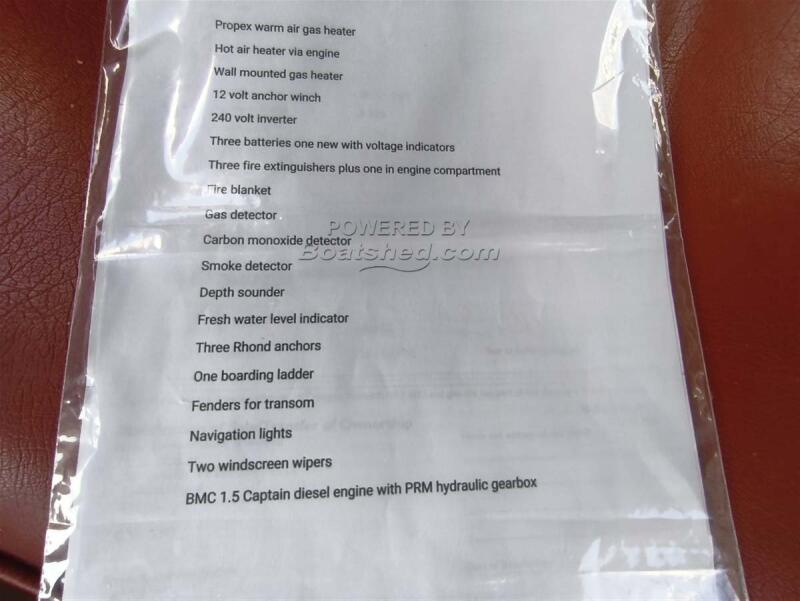 Propex warm air gas heater
Hot air heater via engine
Wall mounted gas heater
12 volt anchor winch
240 volt inverter
Three batteries one new with voltage indicators
Three fire extinguishers plus one in engine compartment
Fire blanket
Gas detector
POWERED BY
Carbon monoxide detector
Boatshed.com
Smoke detector
Depth sounder
Fresh water level indicator
Three Rhond anchors
One boarding ladder
Fenders for transom
Navigation lights
Two windscreen wipers
BMC 1.5 Captain diesel engine with PRM hydraulic gearbox